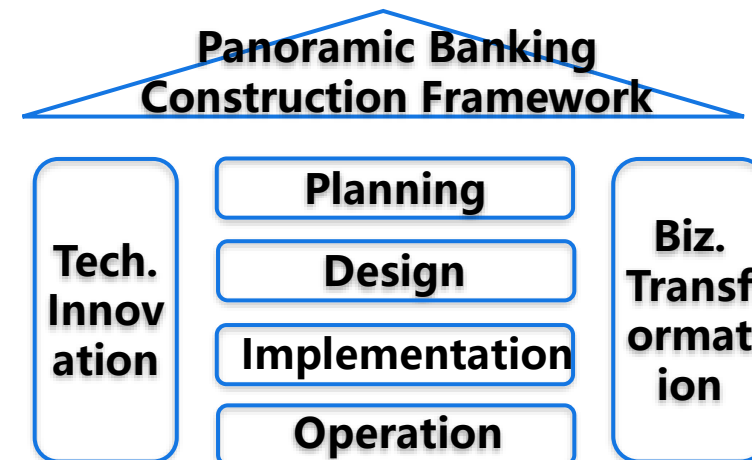 Panoramic Banking
Construction Framework
Tech.
Innov
ation
Planning
Design
Implementation
Operation
Biz.
Transf
ormat
ion